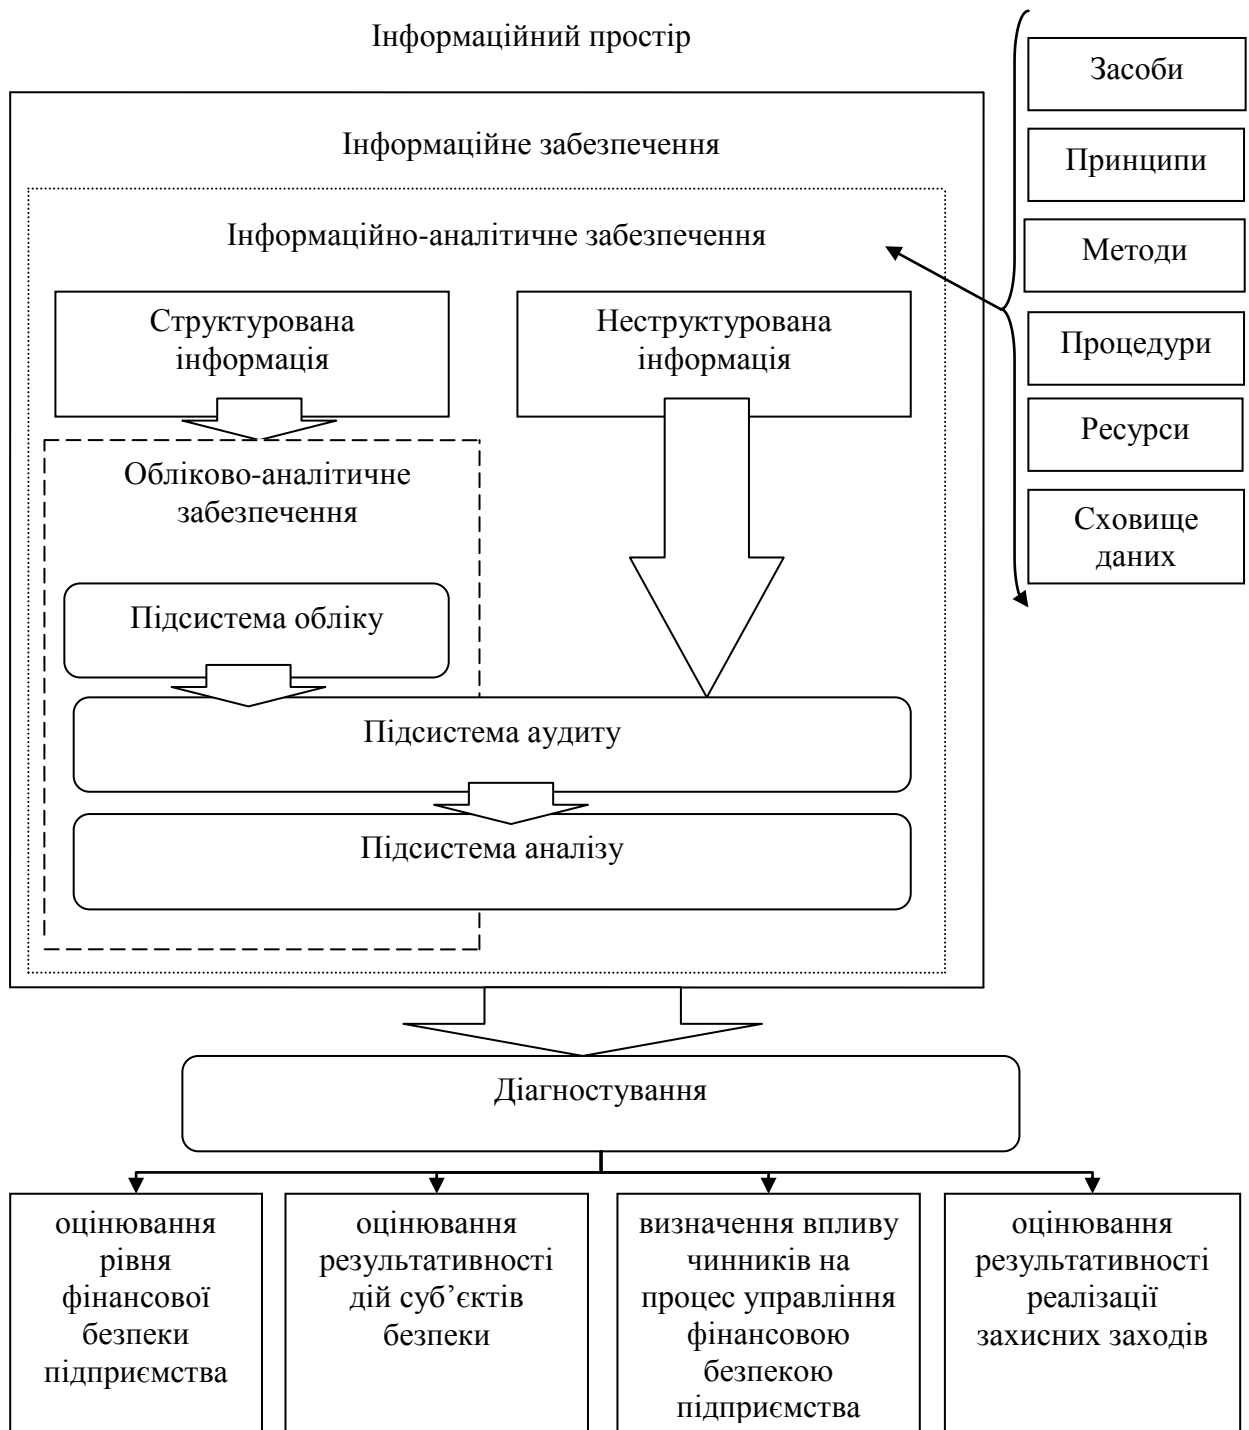 Інформаційний простір
Інформаційне забезпечення
Інформаційно-аналітичне забезпечення
Структурована
інформація
Неструктурована
інформація
Обліково-аналітичне
забезпечення
Підсистема обліку
Підсистема аудиту
Підсистема аналізу
Засоби
Принципи
Методи
Процедури
Ресурси
Сховище
даних
Діагностування
оцінювання
рівня
фінансової
безпеки
підприємства
оцінювання
результативності
дій суб’єктів
безпеки
визначення впливу
чинників на
процес управління
фінансовою
безпекою
підприємства
оцінювання
результативності
реалізації
захисних заходів